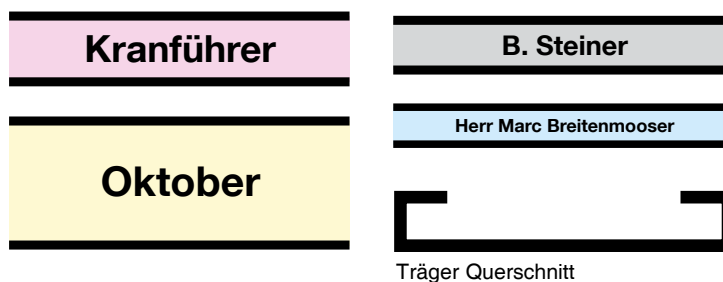 Kranführer
Oktober
B. Steiner
Herr Marc Breitenmooser
Träger Querschnitt